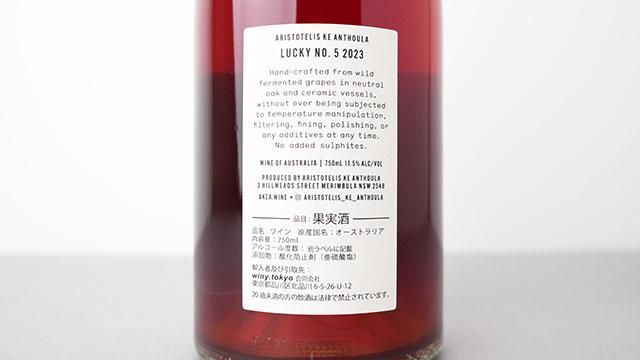 ARISTOTELIS KE ANTHOULA
LUCKY NO. 5 2023
Hand-crafted from wild
fermented grapes in neutral
oak and ceramic vessels,
without ever being subjected
to temperature manipulation,
filtering, fining, polishing, or
any additives at any time.
No added sulphites.
WINE OF AUSTRALIA | 750mL 11.5% ALC/VOL
PRODUCED BY ARISTOTELIS KE ANTHOULA
3 HILLMEADS STREET MERIMBULA NSW 2548
AKEA.WINE • ARISTOTELIS_KE_ANTHOULA
品目:果実酒
品名:ワイン 原産国名:オーストラリア
内容量:750ml
アルコール度数: 別ラベルに記載
添加物:酸化防止剤(亜硫酸塩)
輸入者及び引取先:
winy.tokyo 合同会社
東京都品川区北品川6-5-26-U-12
20歳未満の方の飲酒は法律で禁止されています。